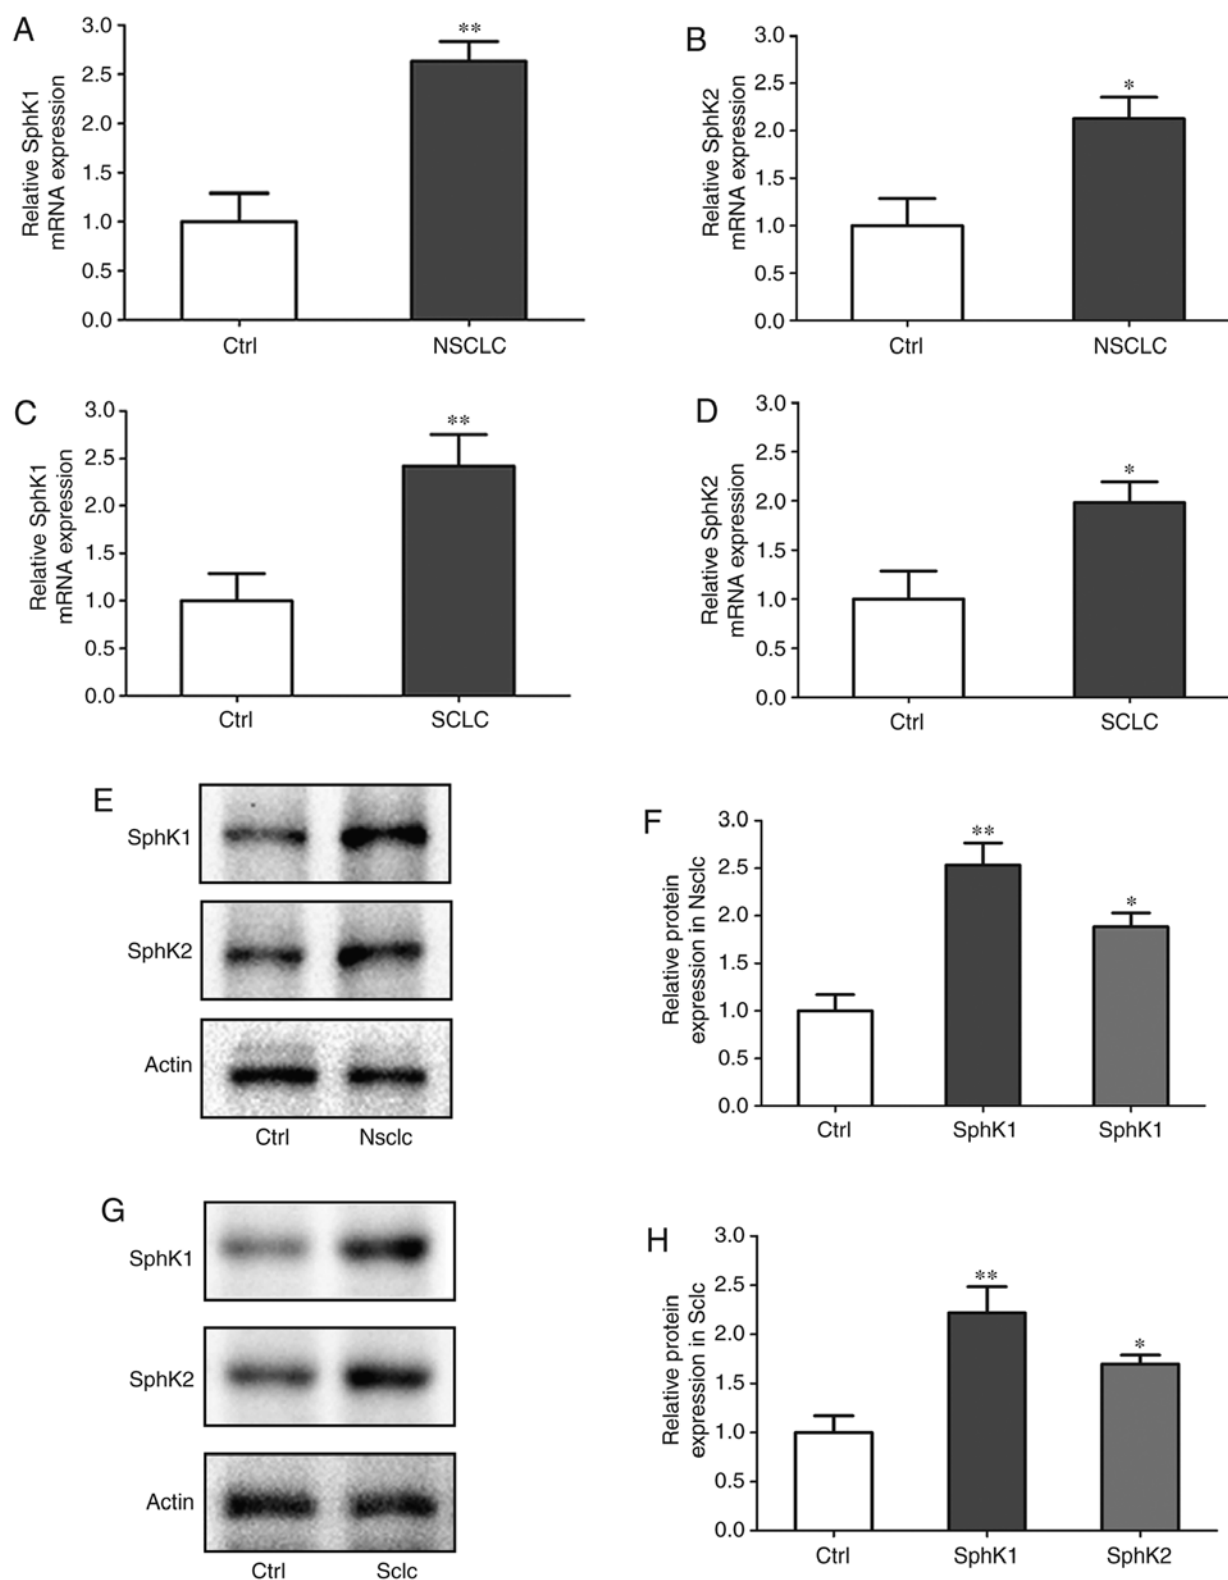 A
Relative SphK1
mRNA expression
3.0
2.5
2.0
1.5
1.0
0.5
0.0
**
Ctrl
NSCLC
B
Relative SphK2
mRNA expression
3.0
2.5
2.0
1.5
1.0
0.5
0.0
*
Ctrl
NSCLC
C
Relative SphK1
mRNA expression
3.0
2.5
2.0
1.5
1.0
0.5
0.0
**
Ctrl
SCLC
D
Relative SphK2
mRNA expression
3.0
2.5
2.0
1.5
1.0
0.5
0.0
*
Ctrl
SCLC
E
SphK1
SphK2
Actin
Ctrl
Nsclc
F
Relative protein
expression in Nsclc
3.0
2.5
2.0
1.5
1.0
0.5
0.0
**
*
Ctrl
SphK1
SphK1
G
SphK1
SphK2
Actin
Ctrl
Sclc
H
Relative protein
expression in Sclc
3.0
2.5
2.0
1.5
1.0
0.5
0.0
**
*
Ctrl
SphK1
SphK2